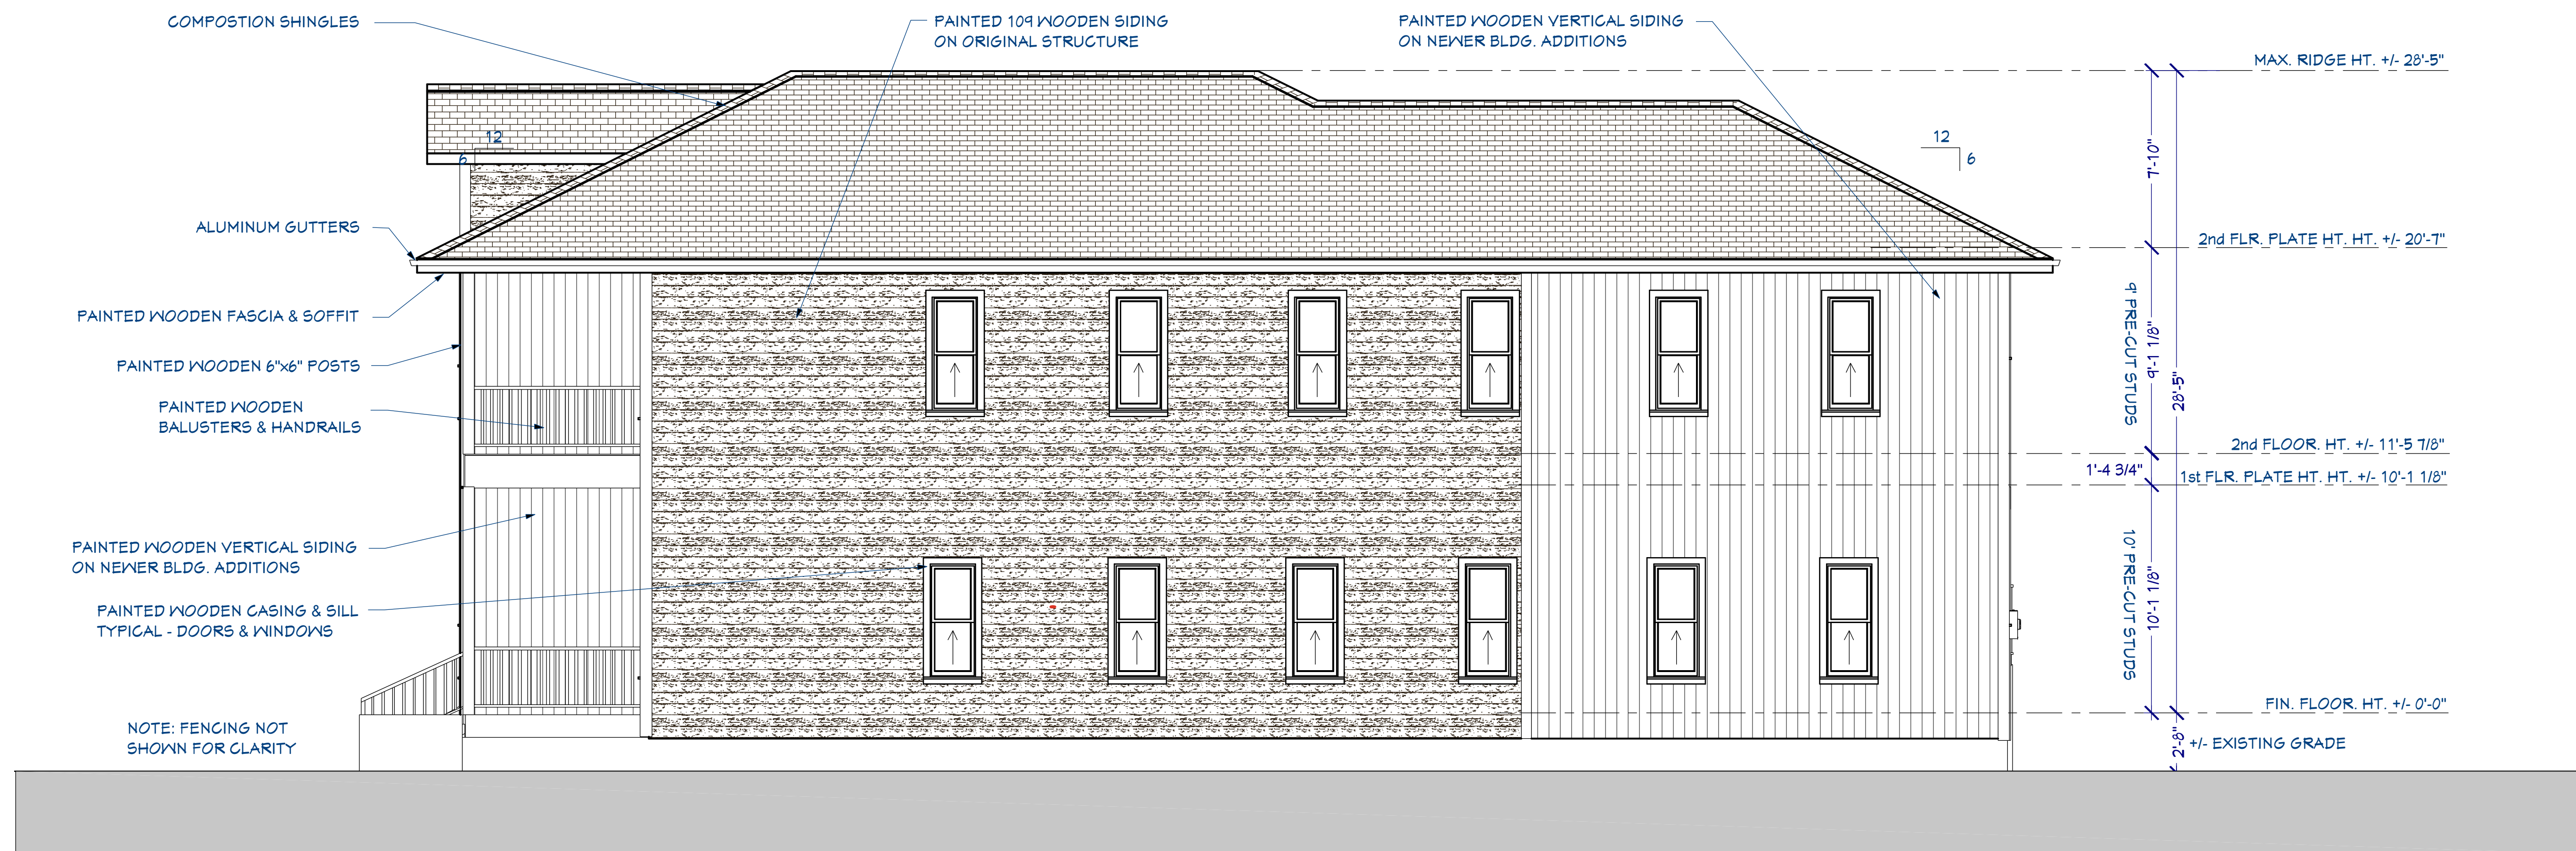 COMPOSTION SHINGLES
PAINTED 109 WOODEN SIDING
ON ORIGINAL STRUCTURE
PAINTED WOODEN VERTICAL SIDING
ON NEWER BLDG. ADDITIONS
MAX. RIDGE HT. +/- 28'-5"
12
6
12
6
7'-10"
ALUMINUM GUTTERS
2nd FLR. PLATE HT. HT. +/- 20'-7"
PAINTED WOODEN FASCIA & SOFFIT
PAINTED WOODEN 6"x6" POSTS
PAINTED WOODEN
BALUSTERS & HANDRAILS
9' PRE-CUT STUDS
9'-1 1/8"
28'-5"
2nd FLOOR. HT. +/- 11'-5 7/8"
1'-4 3/4"
1st FLR. PLATE HT. HT. +/- 10'-1 1/8"
PAINTED WOODEN VERTICAL SIDING
ON NEWER BLDG. ADDITIONS
PAINTED WOODEN CASING & SILL
TYPICAL - DOORS & WINDOWS
10' PRE-CUT STUDS
10'-1 1/8"
FIN. FLOOR. HT. +/- 0'-0"
NOTE: FENCING NOT
SHOWN FOR CLARITY
2'-8"
+/- EXISTING GRADE